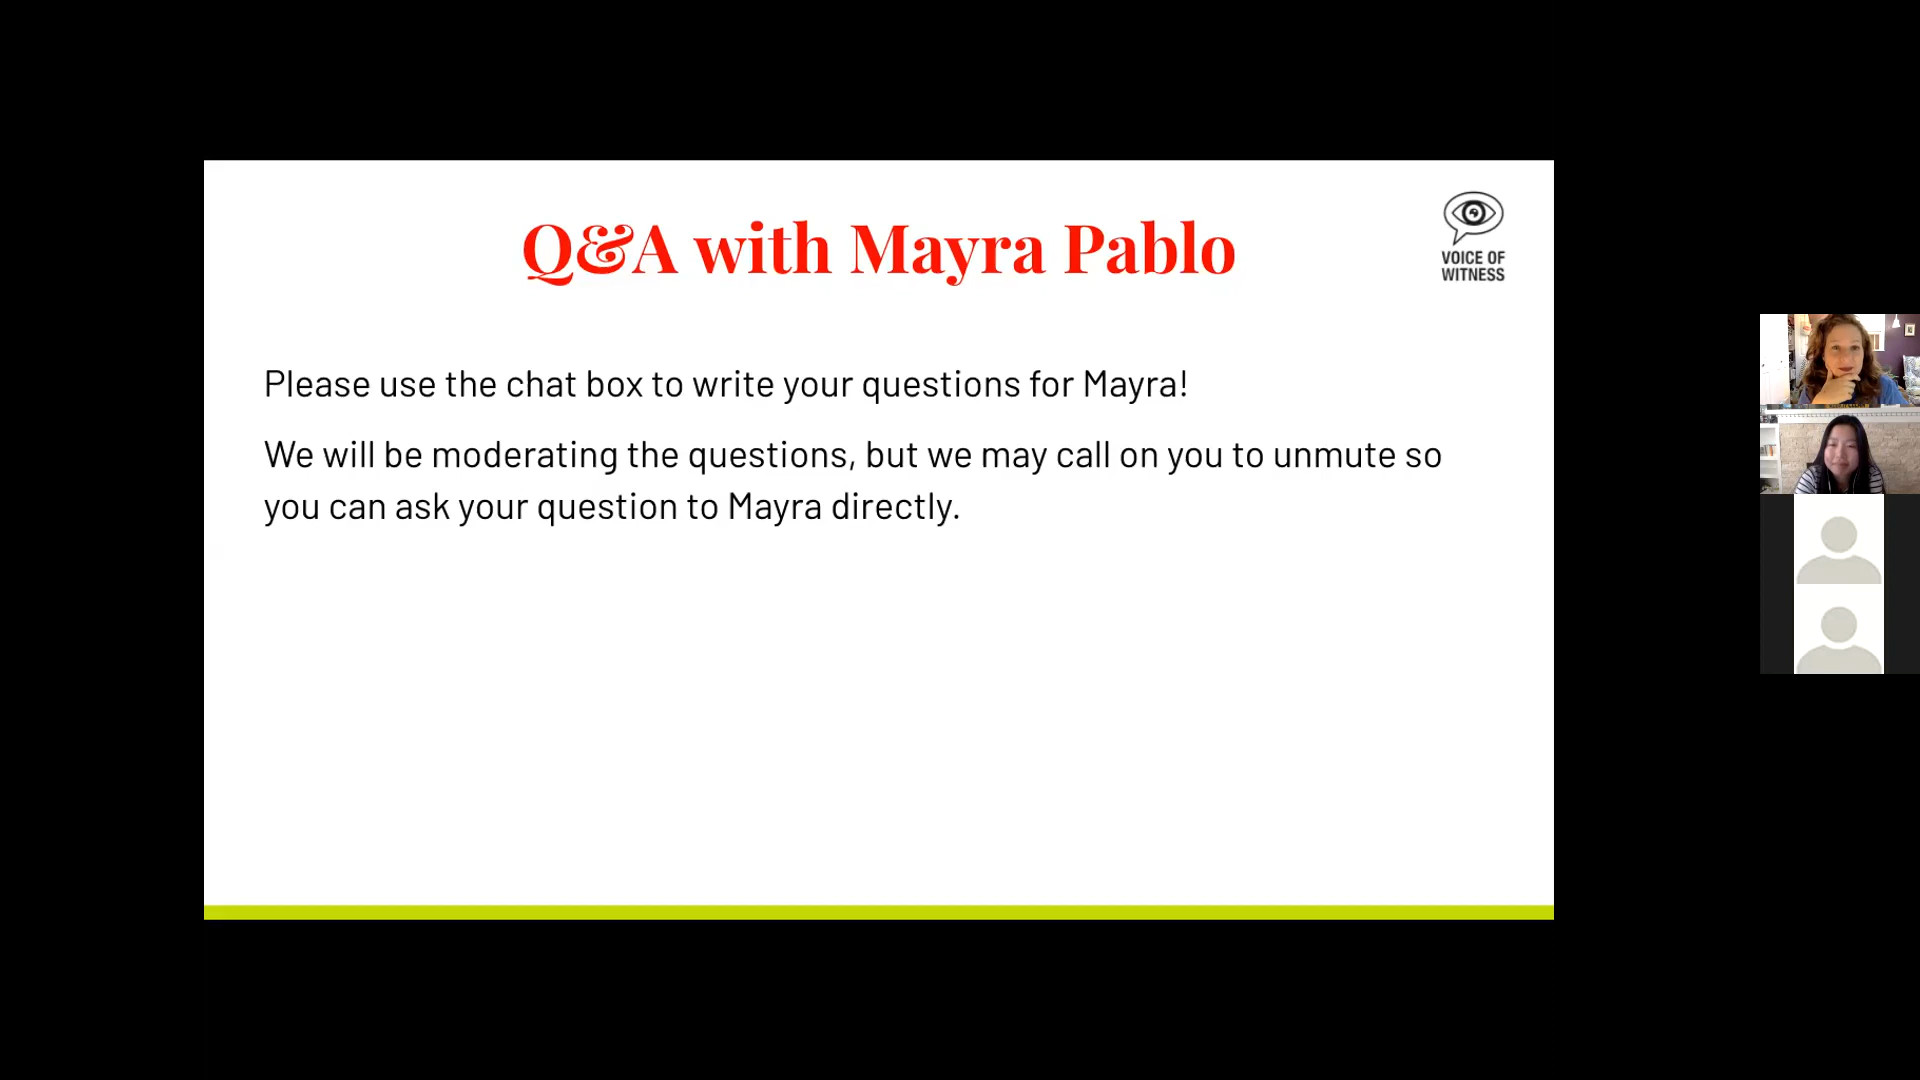 Q&A with Mayra Pablo
VOICE OF
WITNESS
Please use the chat box to write your questions for Mayra!
We will be moderating the questions, but we may call on you to unmute so
you can ask your question to Mayra directly.